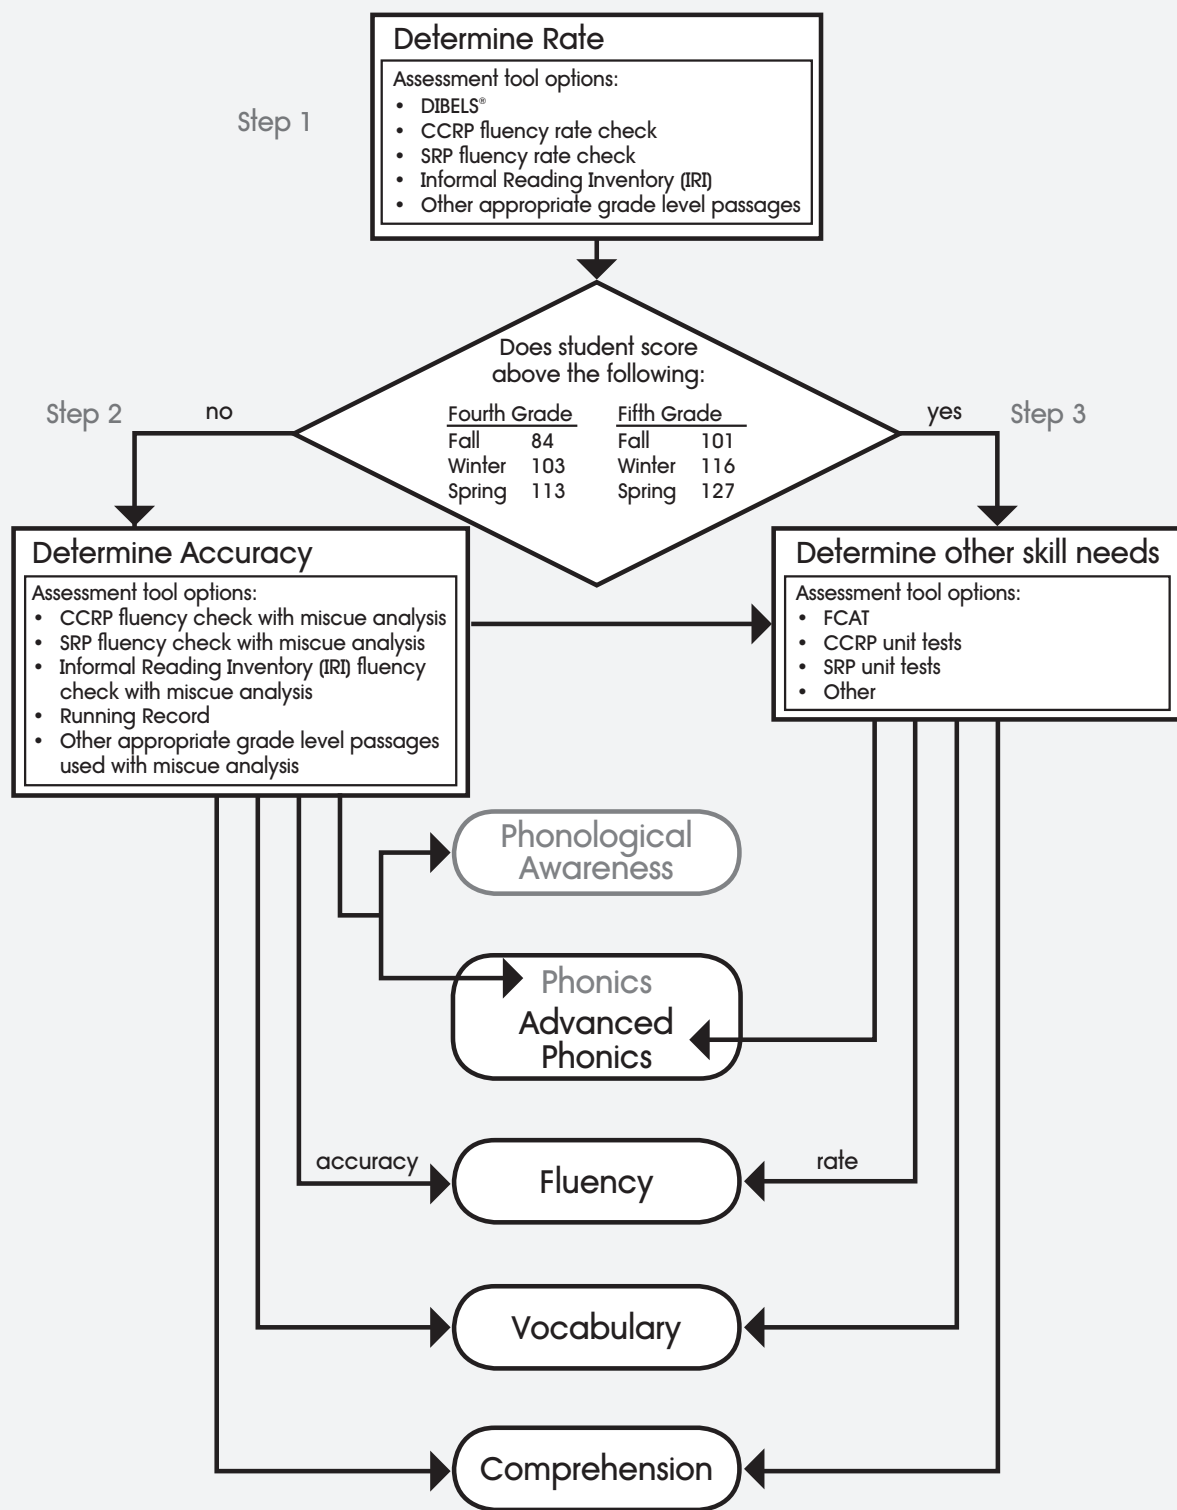 Determine Rate
Assessment tool options:
• DIBELS®
• CCRP fluency rate check
• SRP fluency rate check
• Informal Reading Inventory (IRI)
• Other appropriate grade level passages
Step 1
Does student score
above the following:
Fourth Grade Fifth Grade
Fall 84 Fall 101
Winter 103 Winter 116
Spring 113 Spring 127
Step 2 no
yes Step 3
Determine Accuracy
Assessment tool options:
• CCRP fluency check with miscue analysis
• SRP fluency check with miscue analysis
• Informal Reading Inventory (IRI) fluency
check with miscue analysis
• Running Record
• Other appropriate grade level passages
used with miscue analysis
Determine other skill needs
Assessment tool options:
• FCAT
• CCRP unit tests
• SRP unit tests
• Other
Phonological
Awareness
Phonics
Advanced
Phonics
accuracy
Fluency
rate
Vocabulary
Comprehension